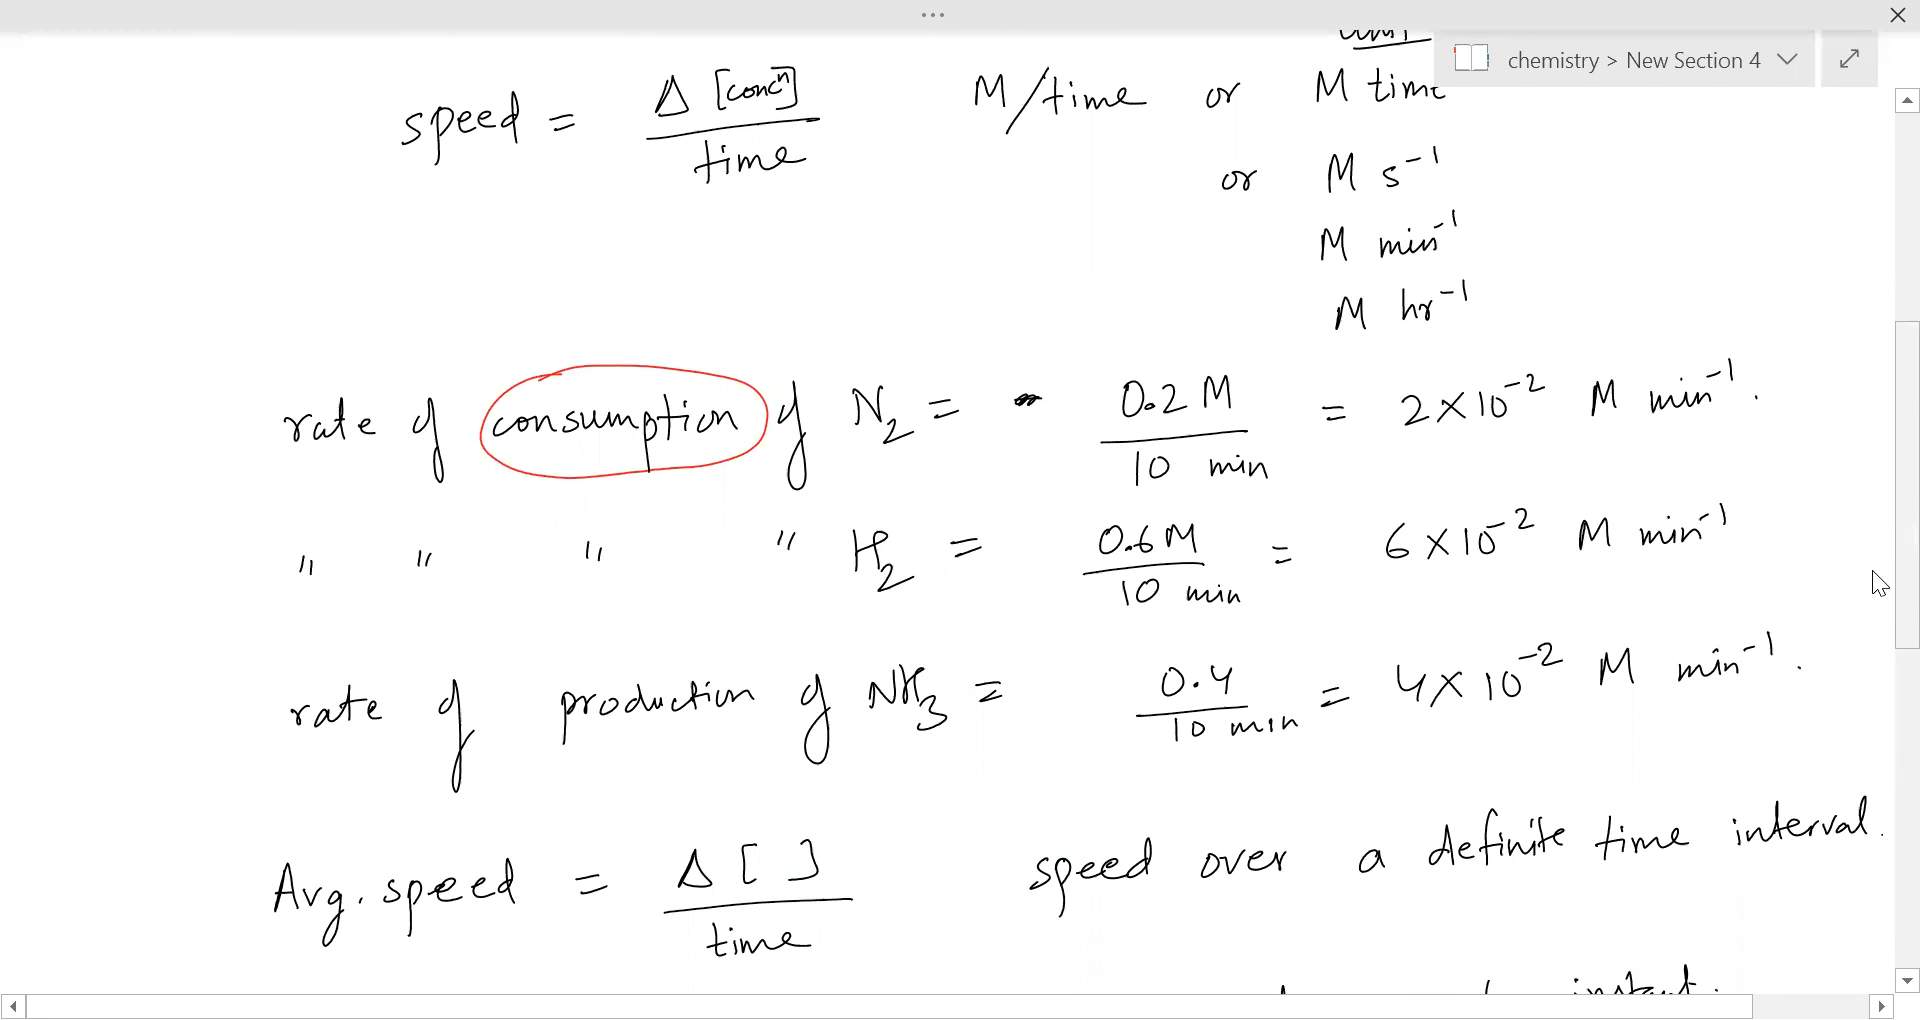 chemistry > New Section 4
speed = Δ [concⁿ] / time M/time or M time
or M s⁻¹
M min⁻¹
M hr⁻¹
rate of consumption of N₂ = 0.2 M / 10 min = 2 × 10⁻² M min⁻¹.
" " " " H₂ = 0.6 M / 10 min = 6 × 10⁻² M min⁻¹
rate of production of NH₃ = 0.4 / 10 min = 4 × 10⁻² M min⁻¹.
Avg. speed = Δ [ ] / time speed over a definite time interval.
instant.